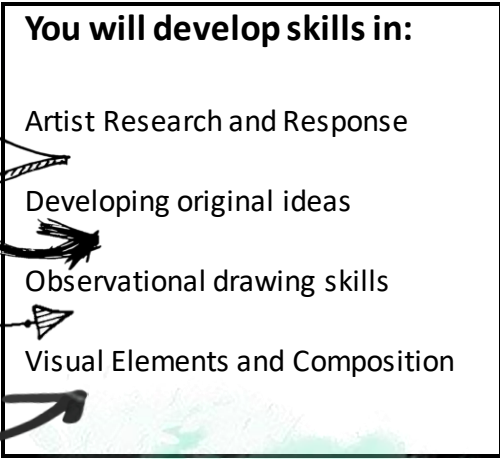 You will develop skills in:
Artist Research and Response
Developing original ideas
Observational drawing skills
Visual Elements and Composition